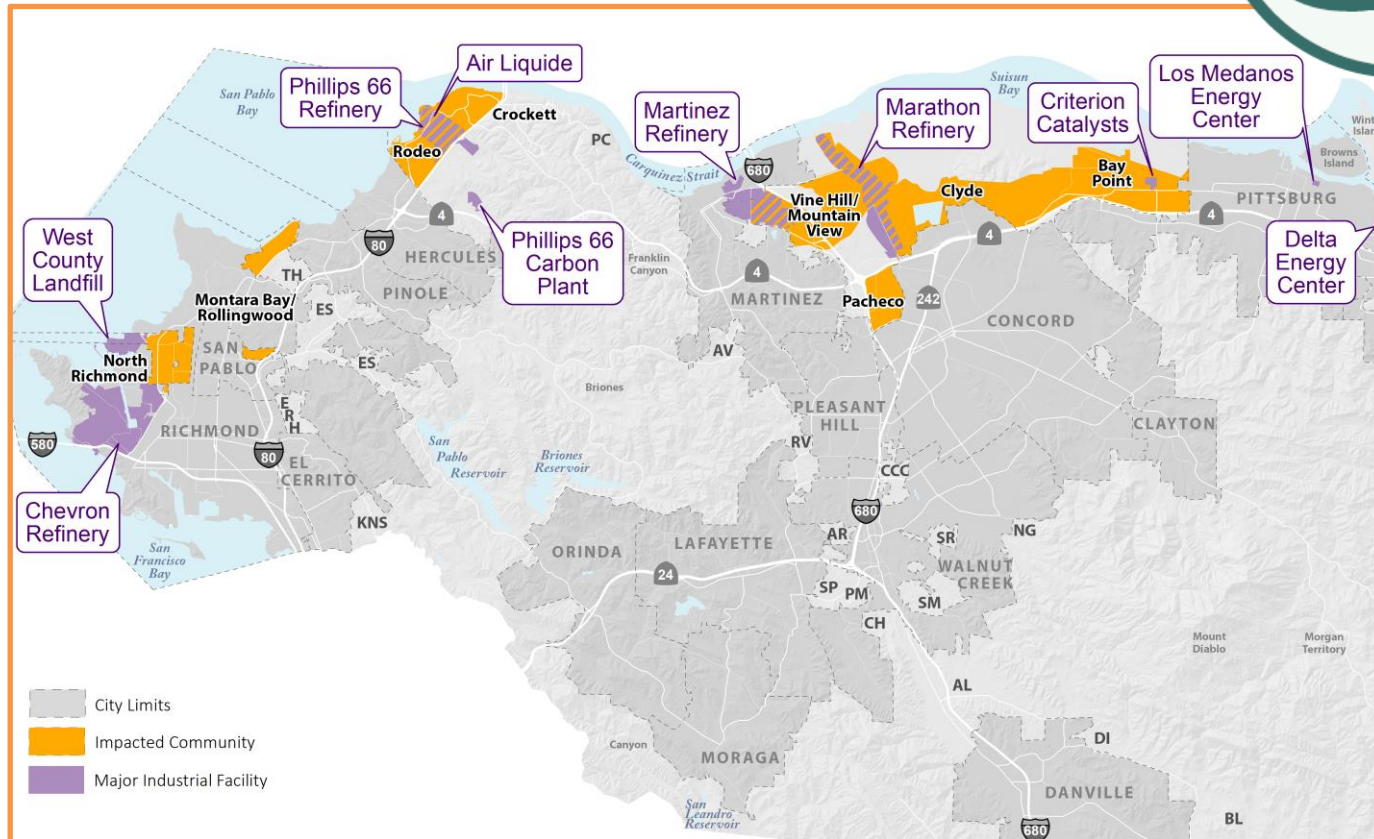 Air Liquide
Phillips 66
Refinery
San Pablo
Bay
Crockett
Rodeo
PC
Carquinez Strait
Martinez
Refinery
680
Marathon
Refinery
Suisun
Bay
Criterion
Catalysts
Los Medanos
Energy
Center
Browns
Island
PITTSBURG
Bay
Point
Clyde
Vine Hill/
Mountain
View
4
4
4
80
Phillips 66
Carbon
Plant
Delta
Energy
Center
West
County
Landfill
HERCULES
TH
PINOLE
Franklin
Canyon
4
MARTINEZ
Pacheco
242
CONCORD
Montara Bay/
Rollingwood
ES
SAN
PABLO
North
Richmond
ES
AV
Briones
E
R
H
RICHMOND
580
80
EL
CERRITO
KNS
San
Pablo
Reservoir
Briones
Reservoir
PLEASANT
HILL
CLAYTON
RV
CCC
Chevron
Refinery
San
Francisco
Bay
680
ORINDA
LAFAYETTE
24
AR
SR
NG
WALNUT
CREEK
SP
PM
SM
CH
Mount
Diablo
Morgan
Territory
AL
City Limits
Impacted Community
Major Industrial Facility
Canyon
MORAGA
DI
DANVILLE
San
Leandro
Reservoir
680
BL